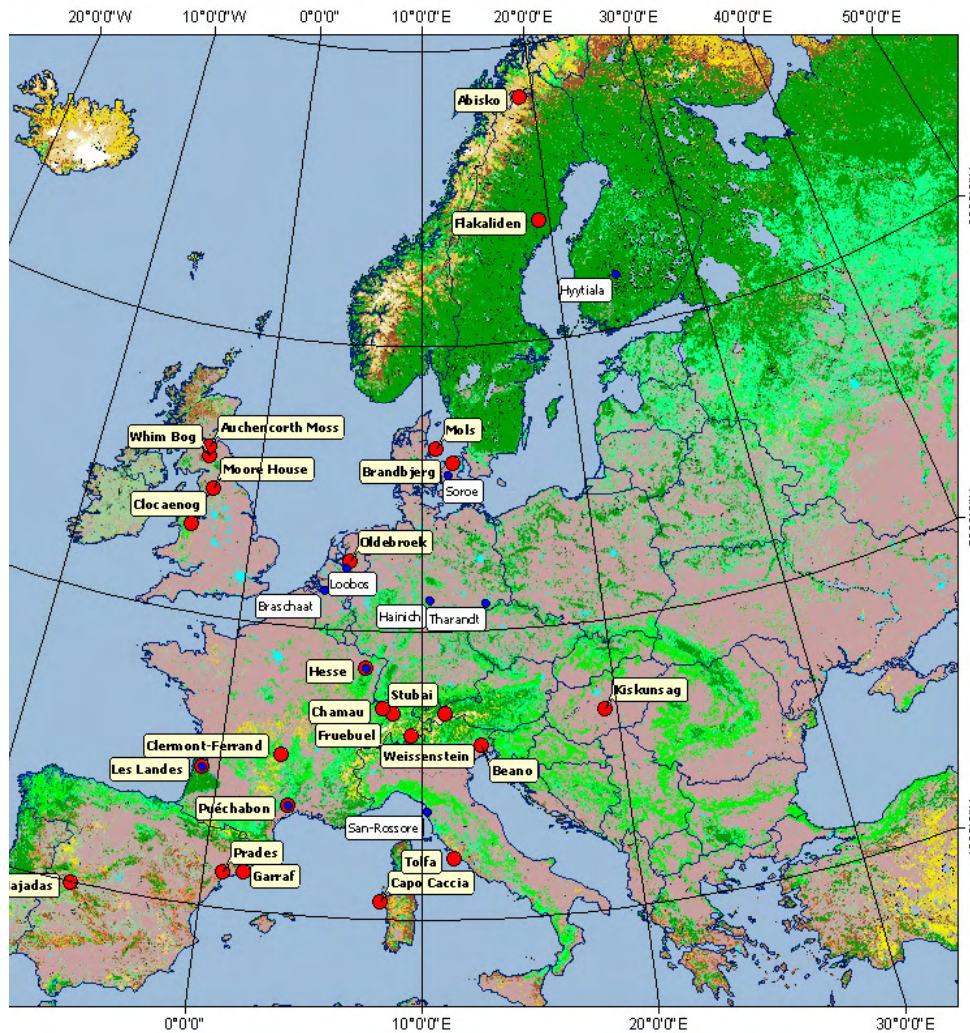 20°0'0"W 10°0'0"W 0°0'0" 10°0'0"E 20°0'0"E 30°0'0"E 40°0'0"E 50°0'0"E
Abisko
Flakaliden
Hyytiala
Auchencorth Moss
Whim Bog
Mols
Moore House
Brandbjerg
Soroe
Clocaenog
Oldebroek
Loobos
Braschaat
Hainich
Tharandt
Hesse
Stubai
Kiskunsag
Chamau
Fruebuel
Clermont-Ferrand
Weissenstein
Beano
Les Landes
Puéchabon
San-Rossore
Prades
Tolfa
Garraf
ajadas
Capo Caccia
0°0'0" 10°0'0"E 20°0'0"E 30°0'0"E